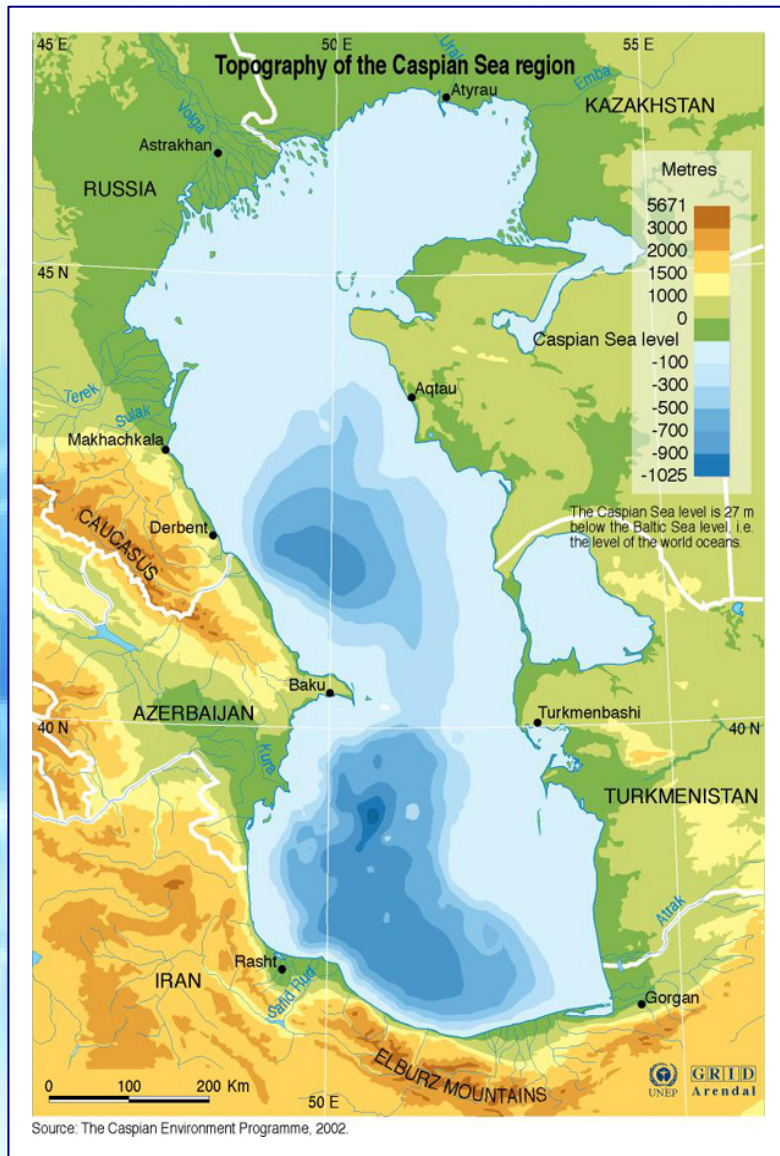 45 E
50 E
55 E
Topography of the Caspian Sea region
Ural
Emba
Atyrau
KAZAKHSTAN
Volga
Astrakhan
RUSSIA
Metres
5671
3000
2000
1500
1000
0
Caspian Sea level
-100
-300
-500
-700
-900
-1025
45 N
Terek
Sulak
Aqtau
Makhachkala
The Caspian Sea level is 27 m
below the Baltic Sea level, i.e.
the level of the world oceans.
CAUCASUS
Derbent
Baku
AZERBAIJAN
Turkmenbashi
40 N
40 N
Kura
TURKMENISTAN
Atrak
Rasht
IRAN
Safid Rud
Gorgan
ELBURZ MOUNTAINS
0 100 200 Km
50 E
UNEP
GRID
Arendal
Source: The Caspian Environment Programme, 2002.